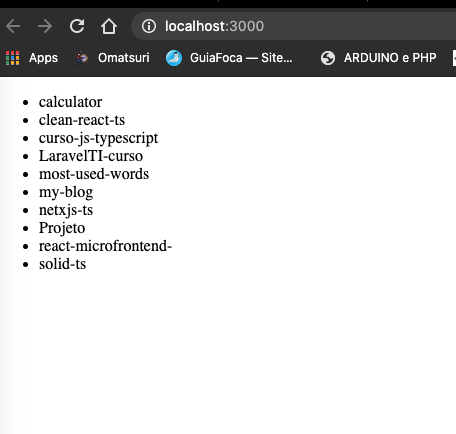 localhost:3000
Apps Omatsuri GuiaFoca — Site... ARDUINO e PHP
calculator
clean-react-ts
curso-js-typescript
LaravelTI-curso
most-used-words
my-blog
netxjs-ts
Projeto
react-microfrontend-
solid-ts